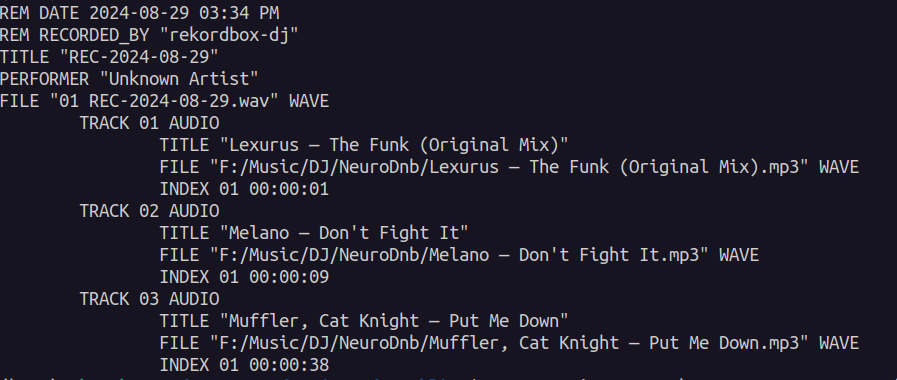 REM DATE 2024-08-29 03:34 PM
REM RECORDED_BY "rekordbox-dj"
TITLE "REC-2024-08-29"
PERFORMER "Unknown Artist"
FILE "01 REC-2024-08-29.wav" WAVE
TRACK 01 AUDIO
TITLE "Lexurus – The Funk (Original Mix)"
FILE "F:/Music/DJ/NeuroDnb/Lexurus – The Funk (Original Mix).mp3" WAVE
INDEX 01 00:00:01
TRACK 02 AUDIO
TITLE "Melano – Don't Fight It"
FILE "F:/Music/DJ/NeuroDnb/Melano – Don't Fight It.mp3" WAVE
INDEX 01 00:00:09
TRACK 03 AUDIO
TITLE "Muffler, Cat Knight – Put Me Down"
FILE "F:/Music/DJ/NeuroDnb/Muffler, Cat Knight – Put Me Down.mp3" WAVE
INDEX 01 00:00:38